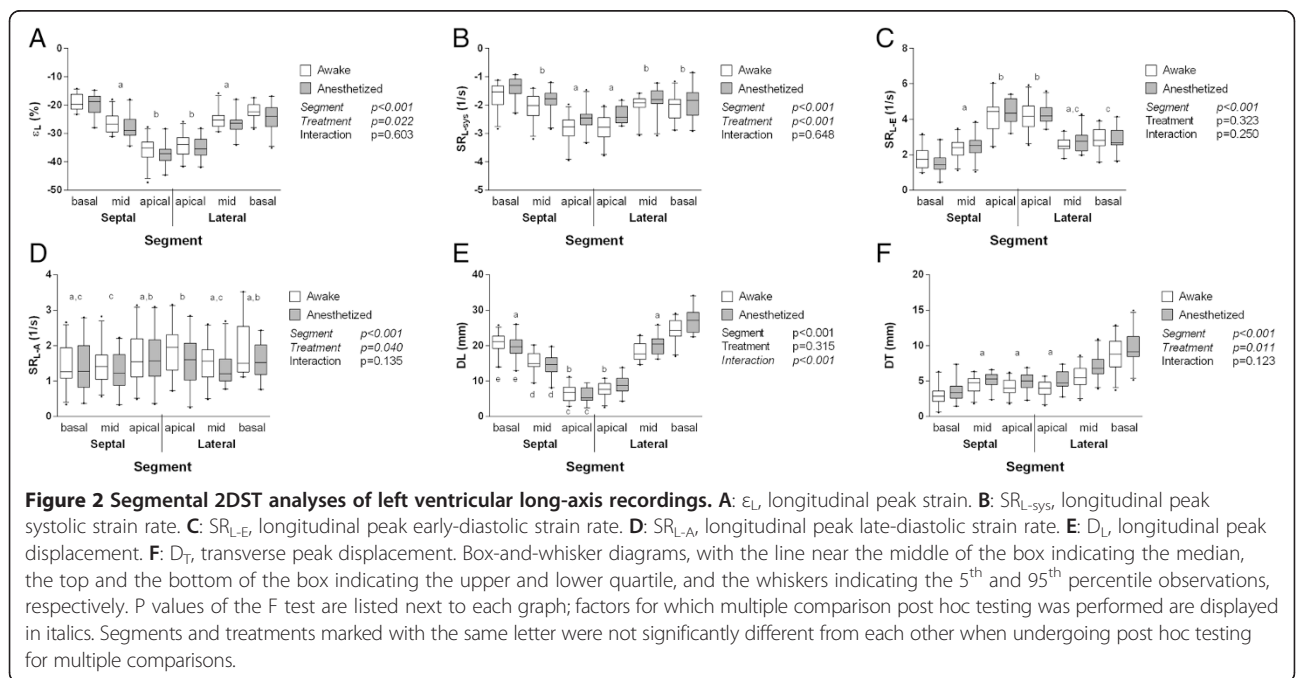 A
0
-10
-20
-30
-40
-50
εL (%)
a
b
b
a
basal mid apical apical mid basal
Septal Lateral
Segment
Awake
Anesthetized
Segment p<0.001
Treatment p=0.022
Interaction p=0.603
B
0
-1
-2
-3
-4
-5
SRL-sys (1/s)
b
a
a
b
b
basal mid apical apical mid basal
Septal Lateral
Segment
Awake
Anesthetized
Segment p<0.001
Treatment p<0.001
Interaction p=0.648
C
8
6
4
2
0
SRL-E (1/s)
a
b
b
a,c
c
basal mid apical apical mid basal
Septal Lateral
Segment
Awake
Anesthetized
Segment p<0.001
Treatment p=0.323
Interaction p=0.250
D
4
3
2
1
0
SRL-A (1/s)
a,c
c
a,b
b
a,c
a,b
basal mid apical apical mid basal
Septal Lateral
Segment
Awake
Anesthetized
Segment p<0.001
Treatment p=0.040
Interaction p=0.135
E
40
30
20
10
0
DL (mm)
a
b
b
a
e e d d c c
basal mid apical apical mid basal
Septal Lateral
Segment
Awake
Anesthetized
Segment p<0.001
Treatment p=0.315
Interaction p<0.001
F
20
15
10
5
0
DT (mm)
a
a
a
basal mid apical apical mid basal
Septal Lateral
Segment
Awake
Anesthetized
Segment p<0.001
Treatment p=0.011
Interaction p=0.123
Figure 2 Segmental 2DST analyses of left ventricular long-axis recordings. A: εL, longitudinal peak strain. B: SRL-sys, longitudinal peak
systolic strain rate. C: SRL-E, longitudinal peak early-diastolic strain rate. D: SRL-A, longitudinal peak late-diastolic strain rate. E: DL, longitudinal peak
displacement. F: DT, transverse peak displacement. Box-and-whisker diagrams, with the line near the middle of the box indicating the median,
the top and the bottom of the box indicating the upper and lower quartile, and the whiskers indicating the 5th and 95th percentile observations,
respectively. P values of the F test are listed next to each graph; factors for which multiple comparison post hoc testing was performed are displayed
in italics. Segments and treatments marked with the same letter were not significantly different from each other when undergoing post hoc testing
for multiple comparisons.